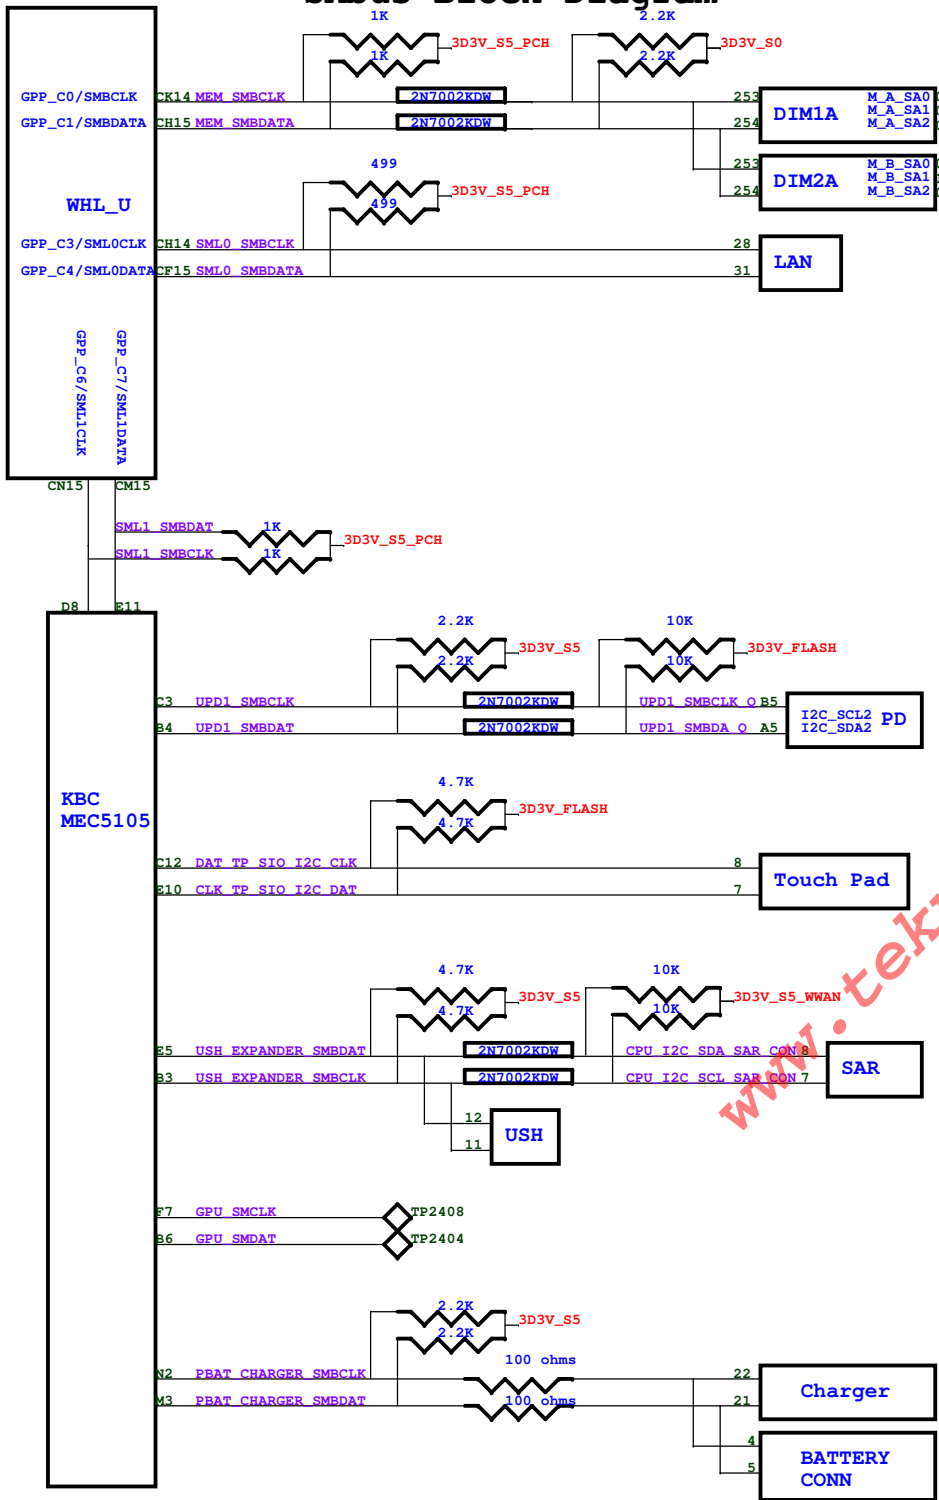 SMBus Block Diagram
1K
3D3V_S5_PCH
1K
2.2K
3D3V_S0
2.2K
GPP_C0/SMBCLK CK14 MEM_SMBCLK 2N7002KDW 253
GPP_C1/SMBDATA CH15 MEM_SMBDATA 2N7002KDW 254
DIM1A
M_A_SA0
M_A_SA1
M_A_SA2
253
254
DIM2A
M_B_SA0
M_B_SA1
M_B_SA2
499
3D3V_S5_PCH
499
WHL_U
GPP_C3/SML0CLK CH14 SML0_SMBCLK 28
GPP_C4/SML0DATA CF15 SML0_SMBDATA 31
LAN
GPP_C6/SML1CLK
GPP_C7/SML1DATA
CN15 CM15
SML1_SMBDAT 1K
3D3V_S5_PCH
SML1_SMBCLK 1K
D8 E11
2.2K
3D3V_S5
2.2K
10K
3D3V_FLASH
10K
C3 UPD1_SMBCLK 2N7002KDW UPD1_SMBCLK_Q B5
B4 UPD1_SMBDAT 2N7002KDW UPD1_SMBDA_Q A5
I2C_SCL2
I2C_SDA2
PD
KBC
MEC5105
4.7K
3D3V_FLASH
4.7K
C12 DAT_TP_SIO_I2C_CLK 8
E10 CLK_TP_SIO_I2C_DAT 7
Touch Pad
4.7K
3D3V_S5
4.7K
10K
3D3V_S5_WWAN
10K
E5 USH_EXPANDER_SMBDAT 2N7002KDW CPU_I2C_SDA_SAR_CON 8
B3 USH_EXPANDER_SMBCLK 2N7002KDW CPU_I2C_SCL_SAR_CON 7
SAR
12
11
USH
F7 GPU_SMCLK TP2408
B6 GPU_SMDAT TP2404
2.2K
3D3V_S5
2.2K
N2 PBAT_CHARGER_SMBCLK 100 ohms 22
M3 PBAT_CHARGER_SMBDAT 100 ohms 21
Charger
4
5
BATTERY
CONN